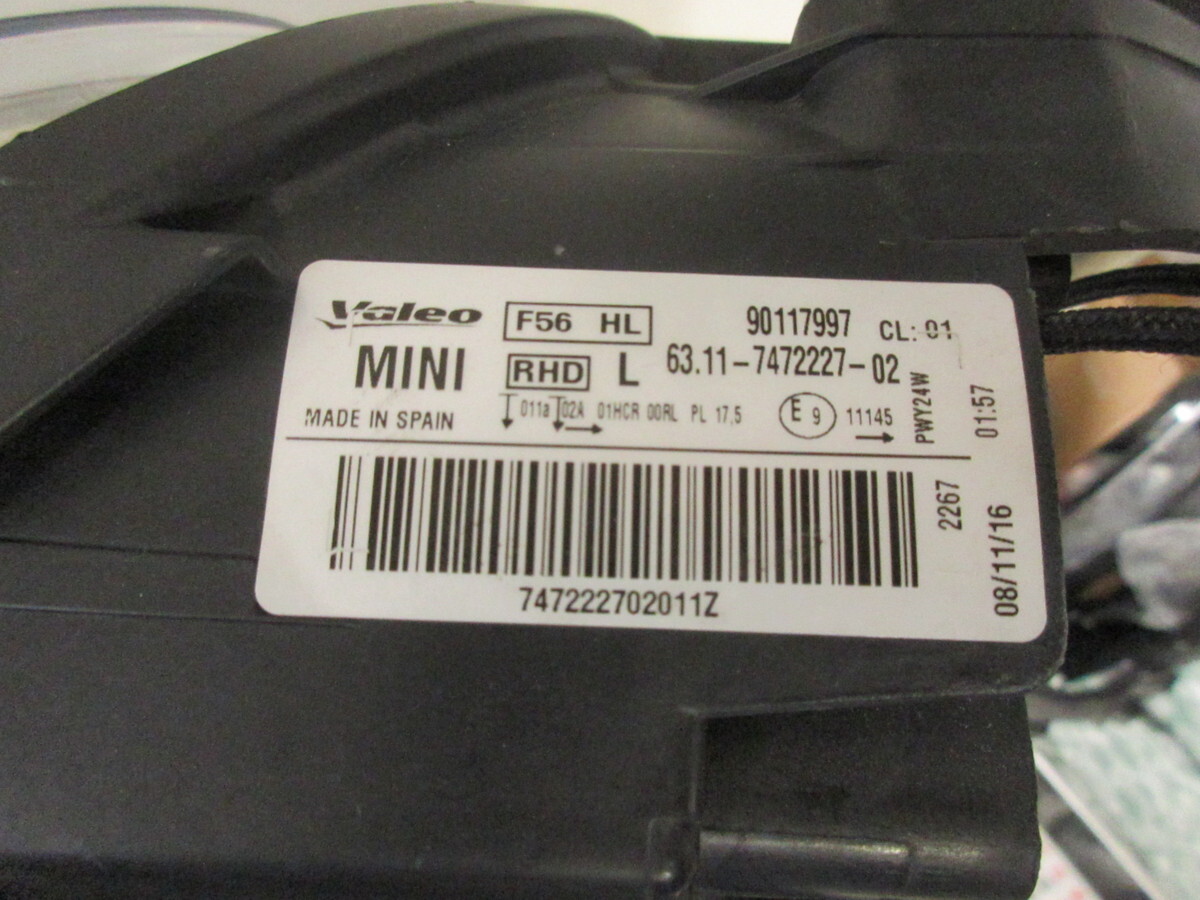 Valeo F56 HL 90117997 CL: 01
MINI RHD L 63.11-7472227-02
MADE IN SPAIN 011a 02A 01HCR 00RL PL 17,5 E9 11145
PWY24W
01:57
2267
08/11/16
747222702011Z